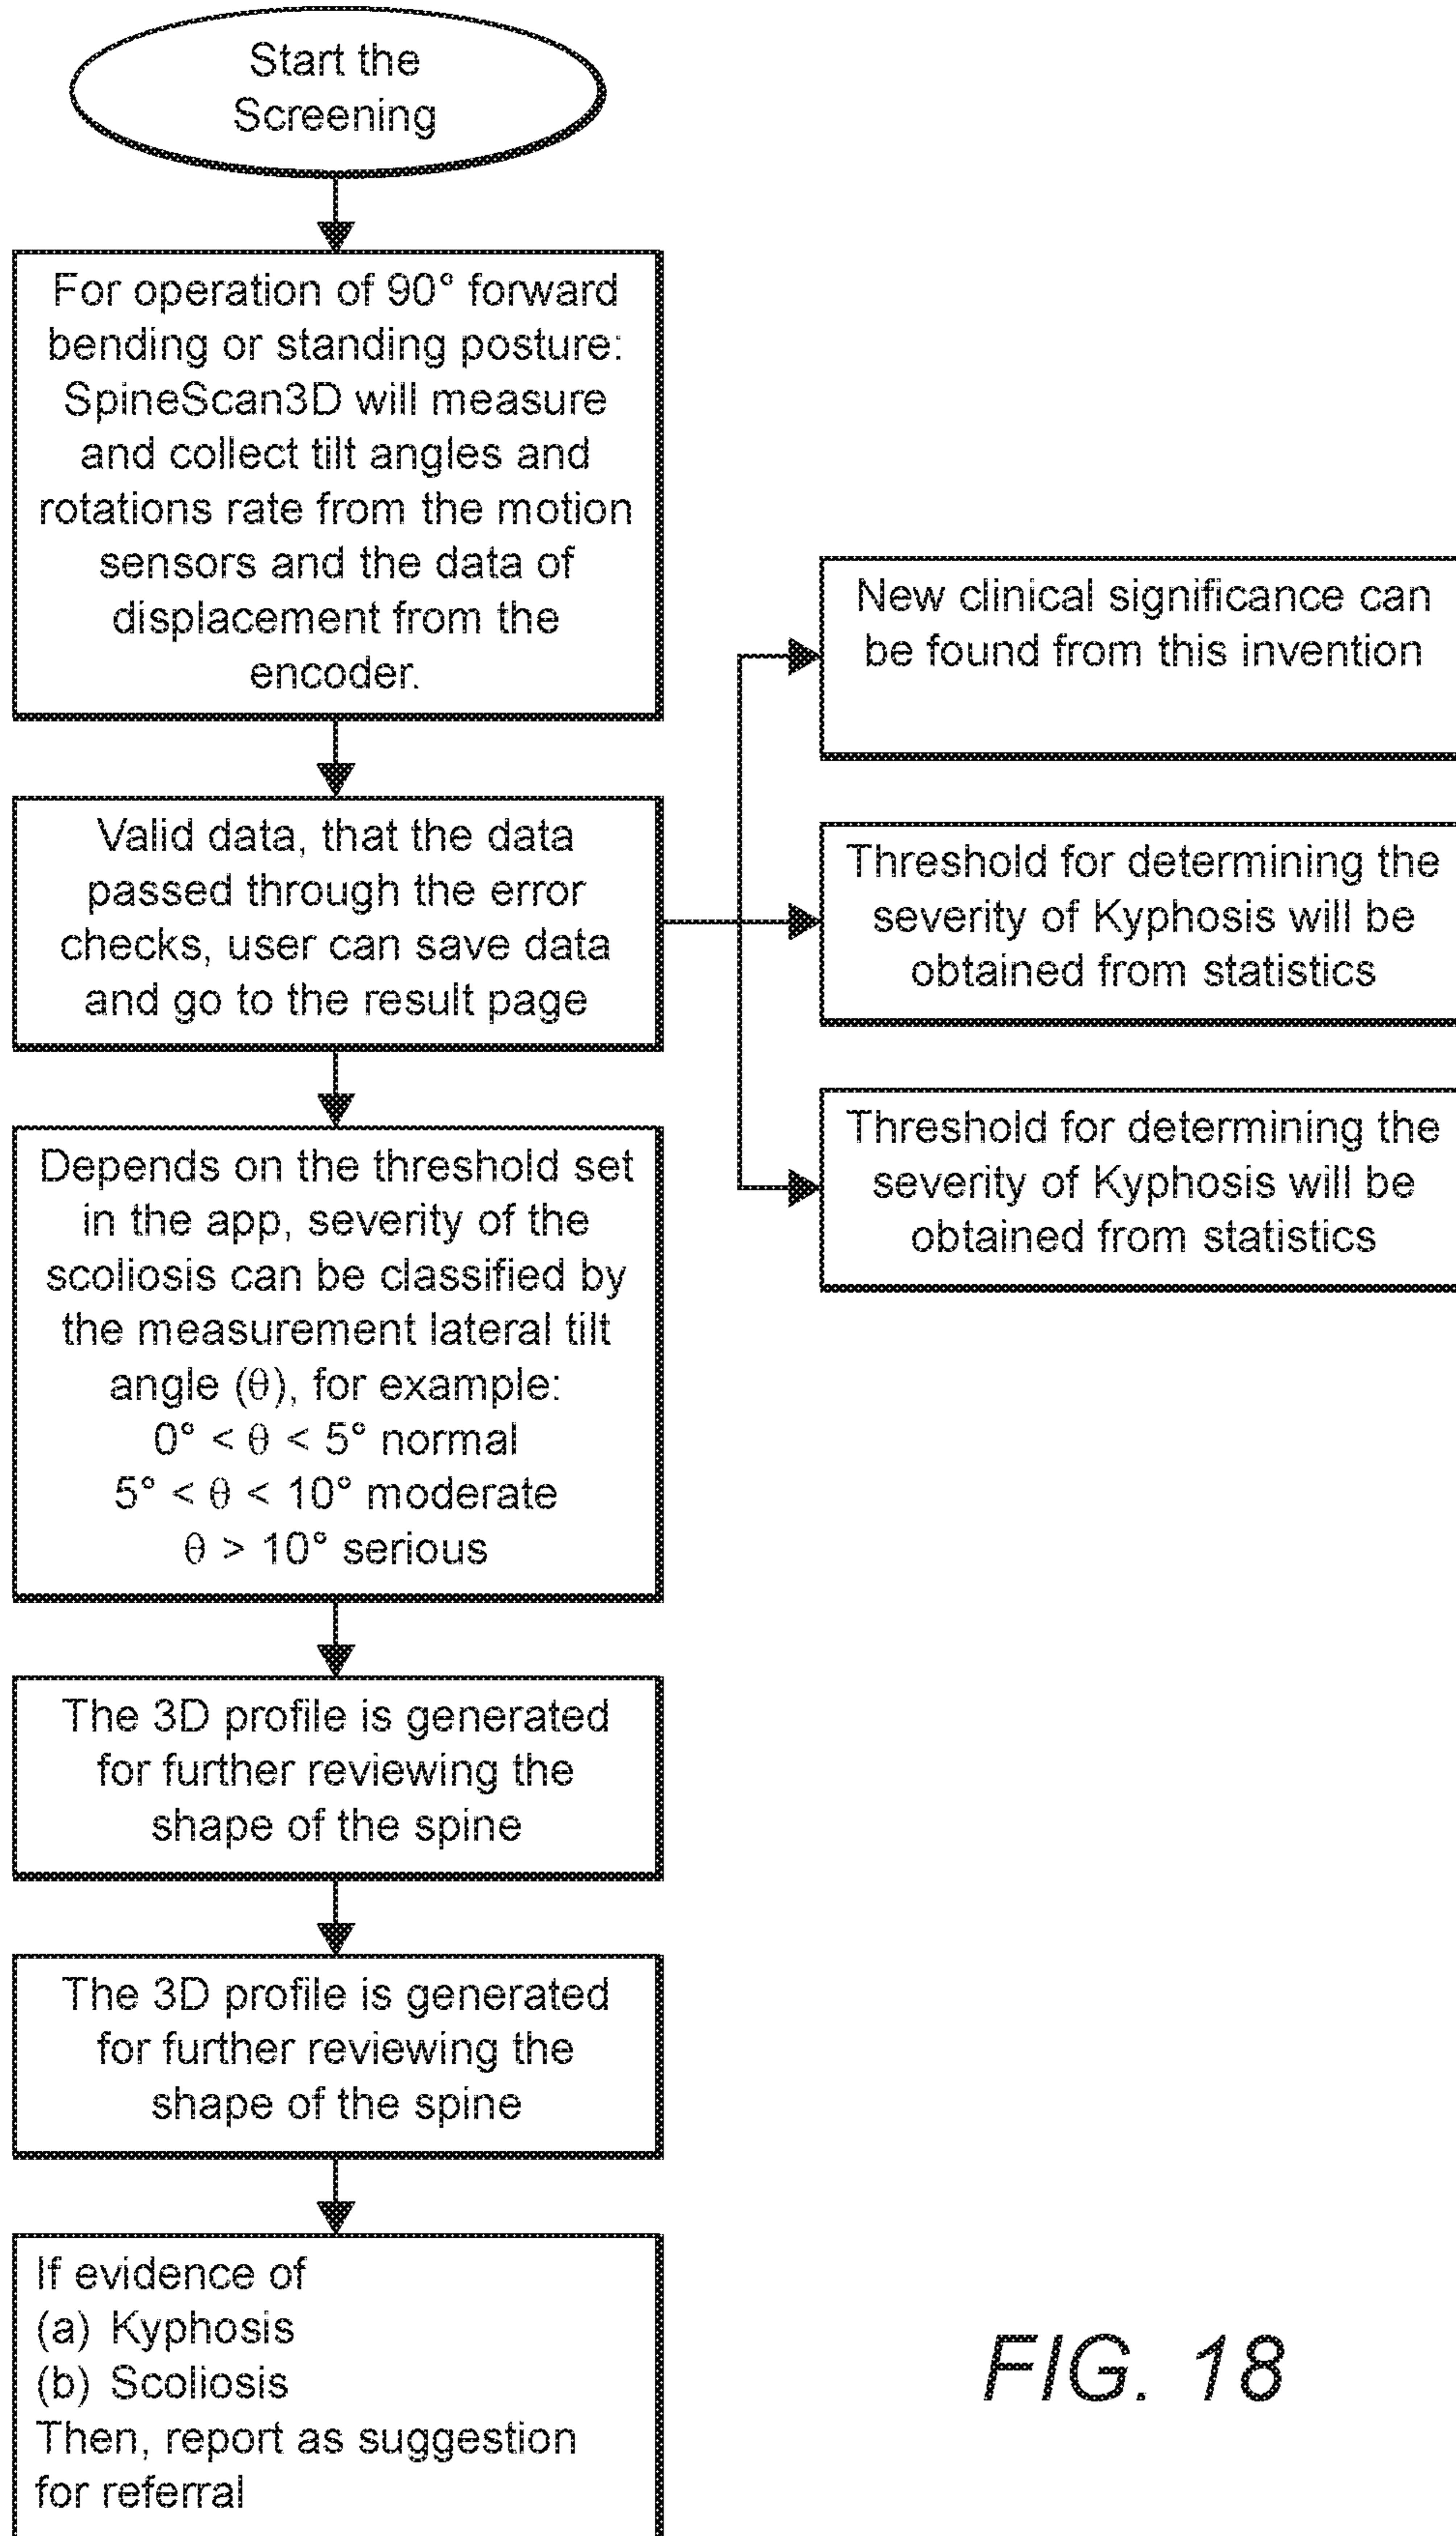 Start the
Screening
For operation of 90° forward
bending or standing posture:
SpineScan3D will measure
and collect tilt angles and
rotations rate from the motion
sensors and the data of
displacement from the
encoder.
Valid data, that the data
passed through the error
checks, user can save data
and go to the result page
New clinical significance can
be found from this invention
Threshold for determining the
severity of Kyphosis will be
obtained from statistics
Threshold for determining the
severity of Kyphosis will be
obtained from statistics
Depends on the threshold set
in the app, severity of the
scoliosis can be classified by
the measurement lateral tilt
angle (θ), for example:
0° < θ < 5° normal
5° < θ < 10° moderate
θ > 10° serious
The 3D profile is generated
for further reviewing the
shape of the spine
The 3D profile is generated
for further reviewing the
shape of the spine
If evidence of
(a) Kyphosis
(b) Scoliosis
Then, report as suggestion
for referral
FIG. 18